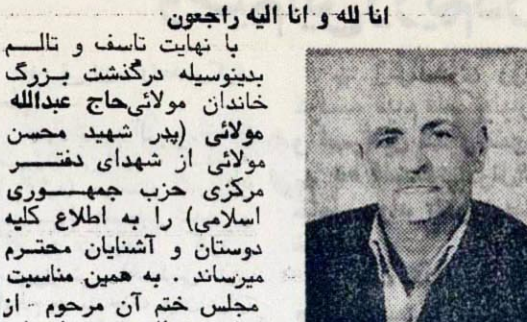 انا لله و انا الیه راجعون
با نهایت تاسف و تالم
بدینوسیله درگذشت بزرگ
خاندان مولائی حاج عبدالله
مولائی (پدر شهید محسن
مولائی از شهدای دفتر
مرکزی حزب جمهوری
اسلامی) را به اطلاع کلیه
دوستان و آشنایان محترم
میرساند . به همین مناسبت
مجلس ختم آن مرحوم از